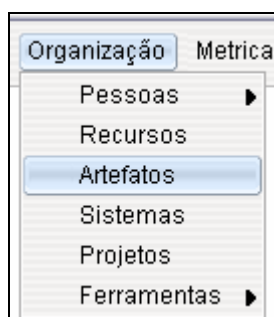 Organização Metrica
Pessoas
Recursos
Artefatos
Sistemas
Projetos
Ferramentas